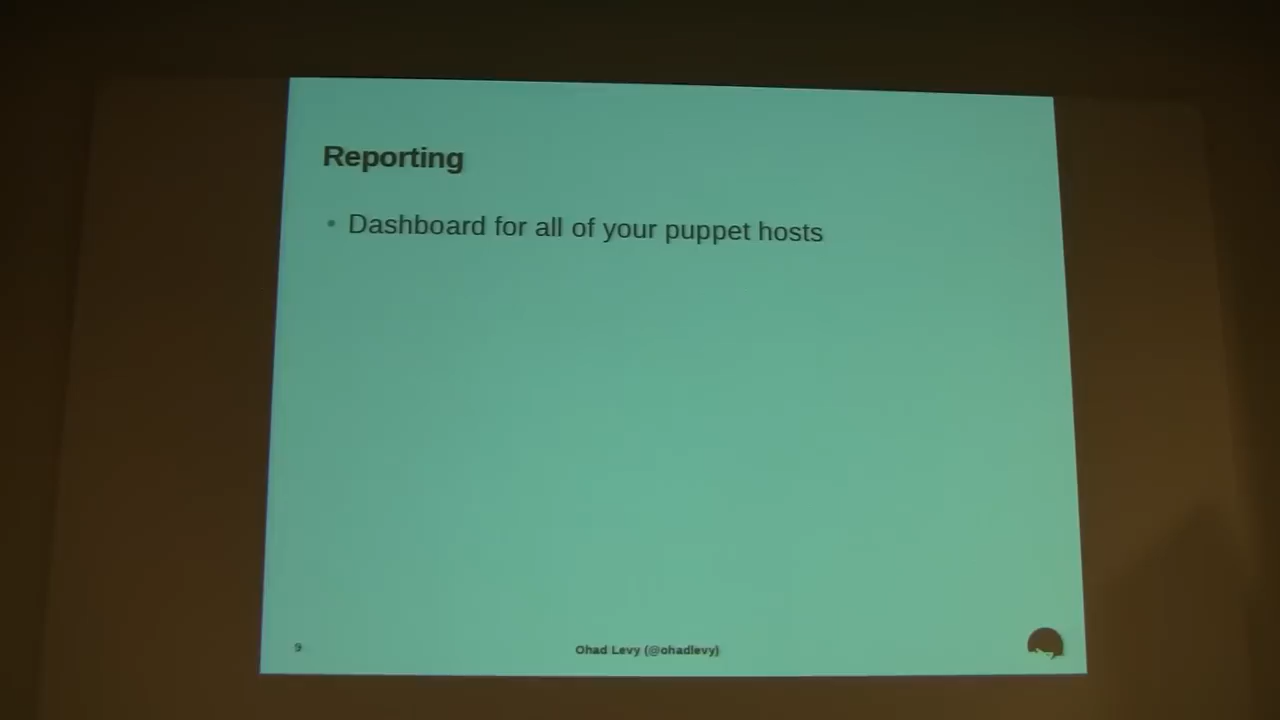 Reporting
• Dashboard for all of your puppet hosts
9
Ohad Levy (@ohadlevy)